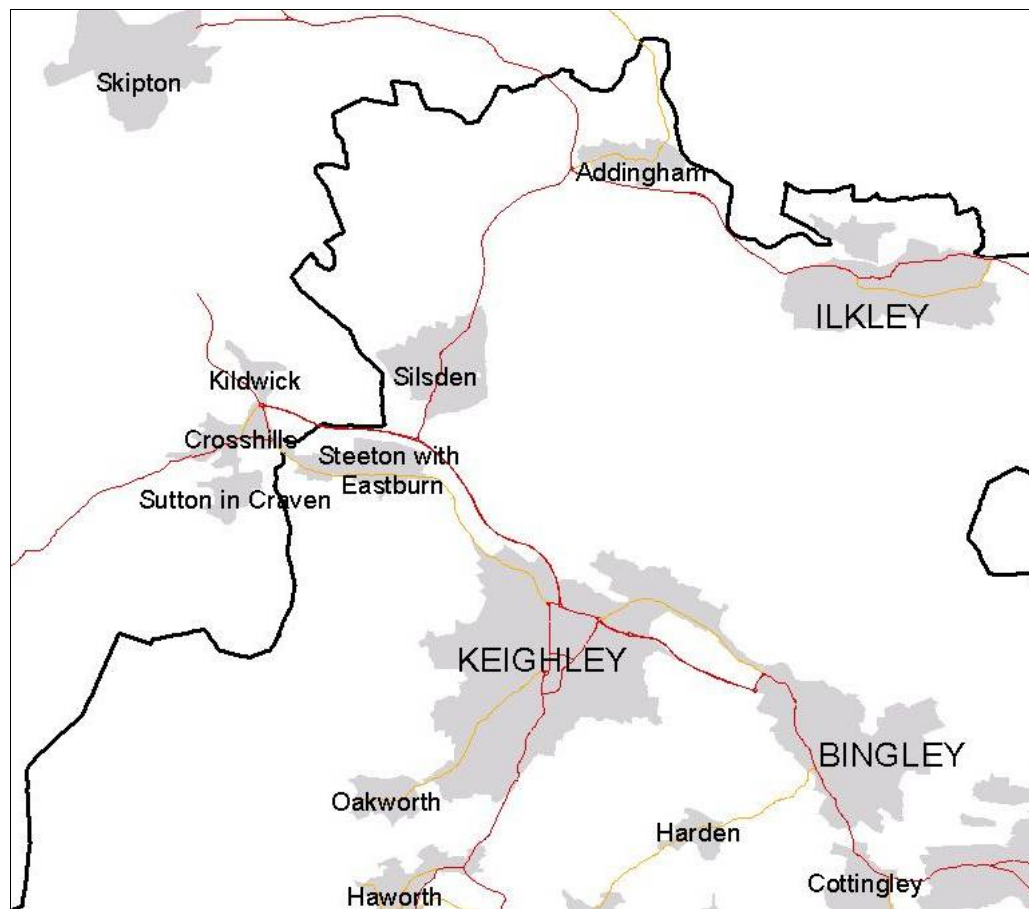 Skipton
Addingham
ILKLEY
Kildwick
Silsden
Crosshills
Steeton with
Eastburn
Sutton in Craven
KEIGHLEY
BINGLEY
Oakworth
Harden
Haworth
Cottingley